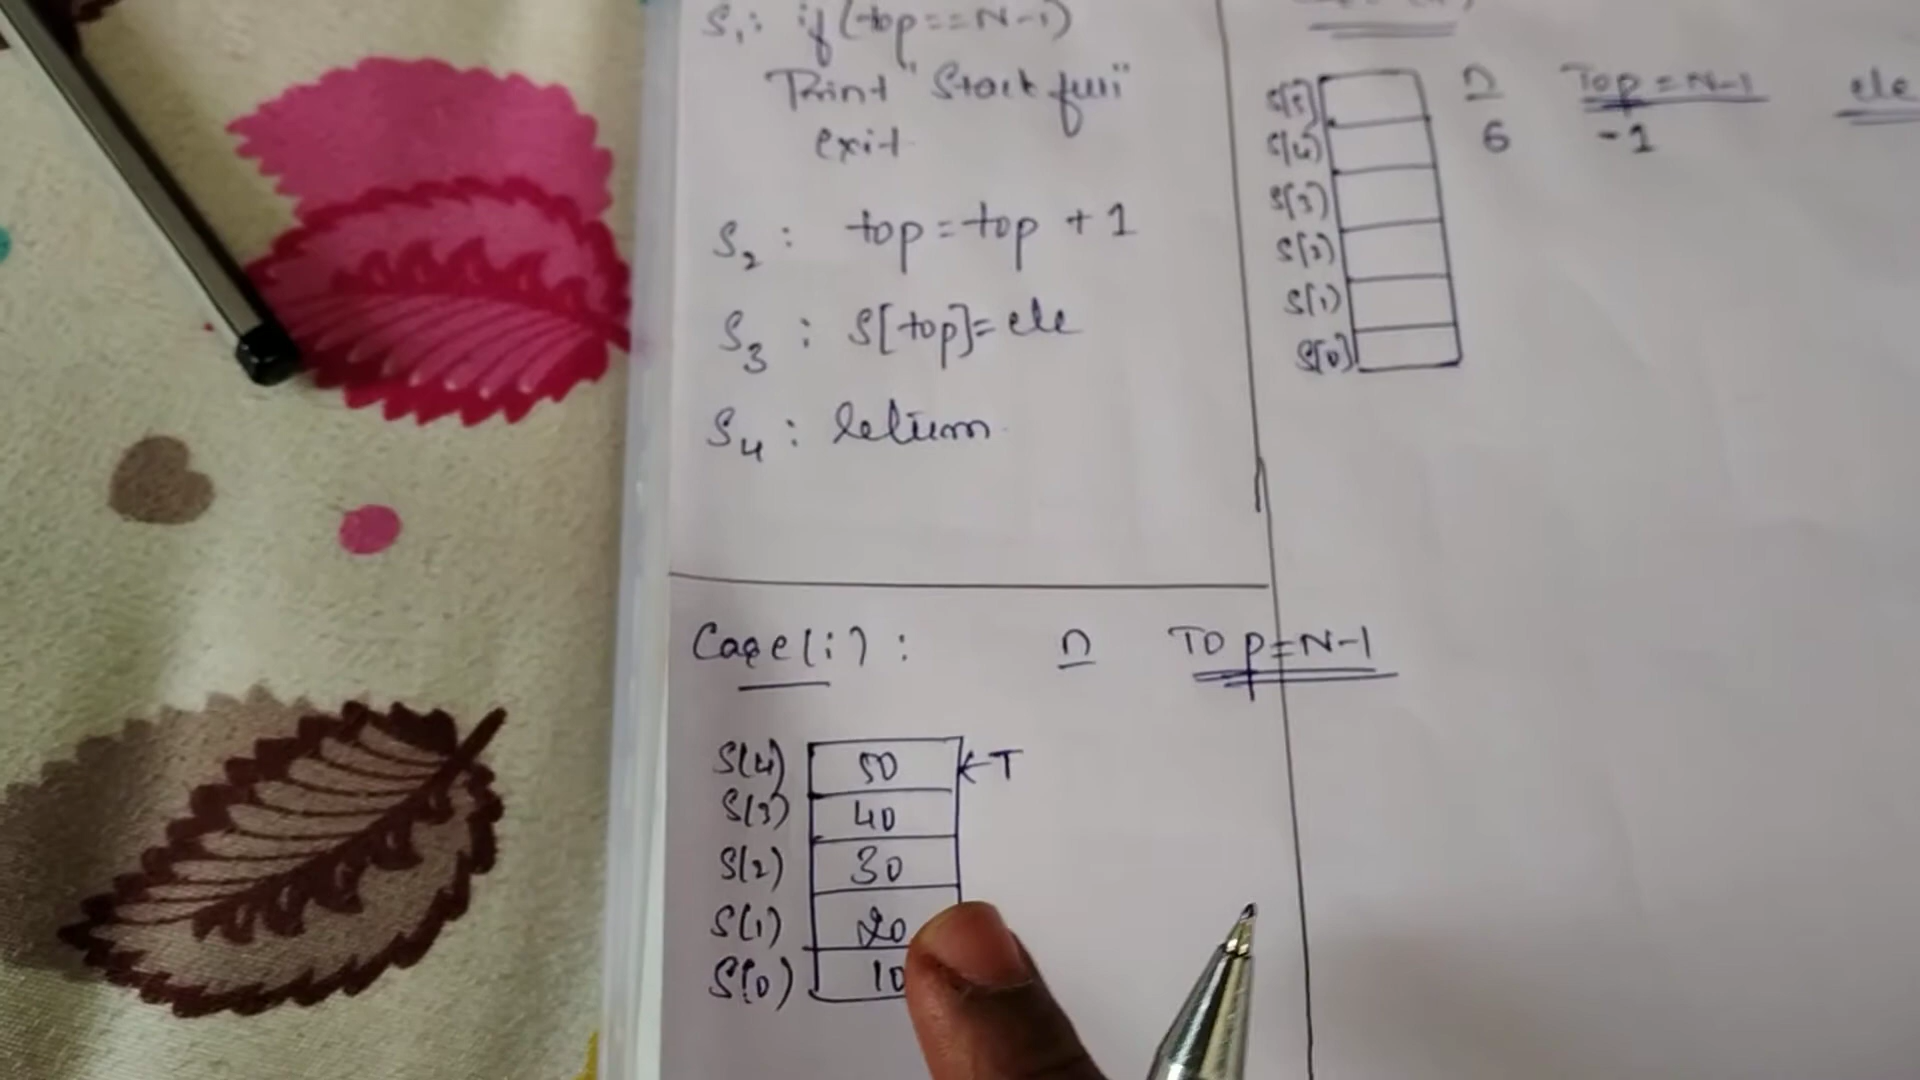 S1: if(top==N-1)
Print "Stack full"
exit
S2: top=top+1
S3: S[top]=ele
S4: return
Case(i): n Top=N-1
S(4) 50 ←T
S(3) 40
S(2) 30
S(1) 20
S(0) 10
n Top=N-1 ele
6 -1
S[5]
S[4]
S[3]
S[2]
S[1]
S[0]